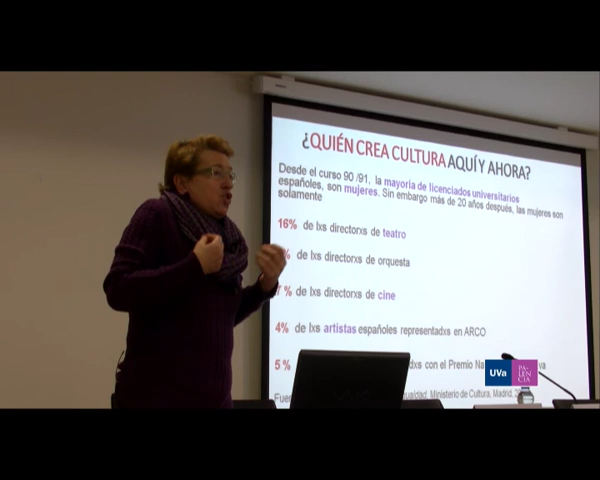 ¿QUIÉN CREA CULTURA AQUÍ Y AHORA?
Desde el curso 90 /91, la mayoría de licenciados universitarios
españoles, son mujeres. Sin embargo más de 20 años después, las mujeres son
solamente
16% de lxs directorxs de teatro
% de lxs directorxs de orquesta
7 % de lxs directorxs de cine
4% de lxs artistas españoles representadxs en ARCO
5 % con el Premio
Ministerio de Cultura, Madrid,
UVa
PA-
LEN-
CIA